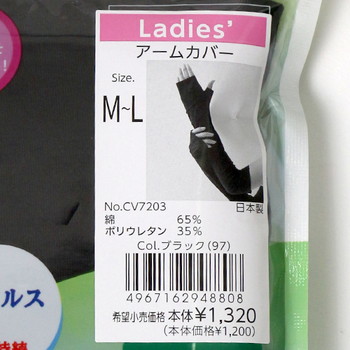 Ladies'
アームカバー
Size.
M~L
No.CV7203
日本製
綿 65%
ポリウレタン 35%
Col.ブラック(97)
4967162948808
希望小売価格 本体¥1,320
(本体価格¥1,200)
ルス